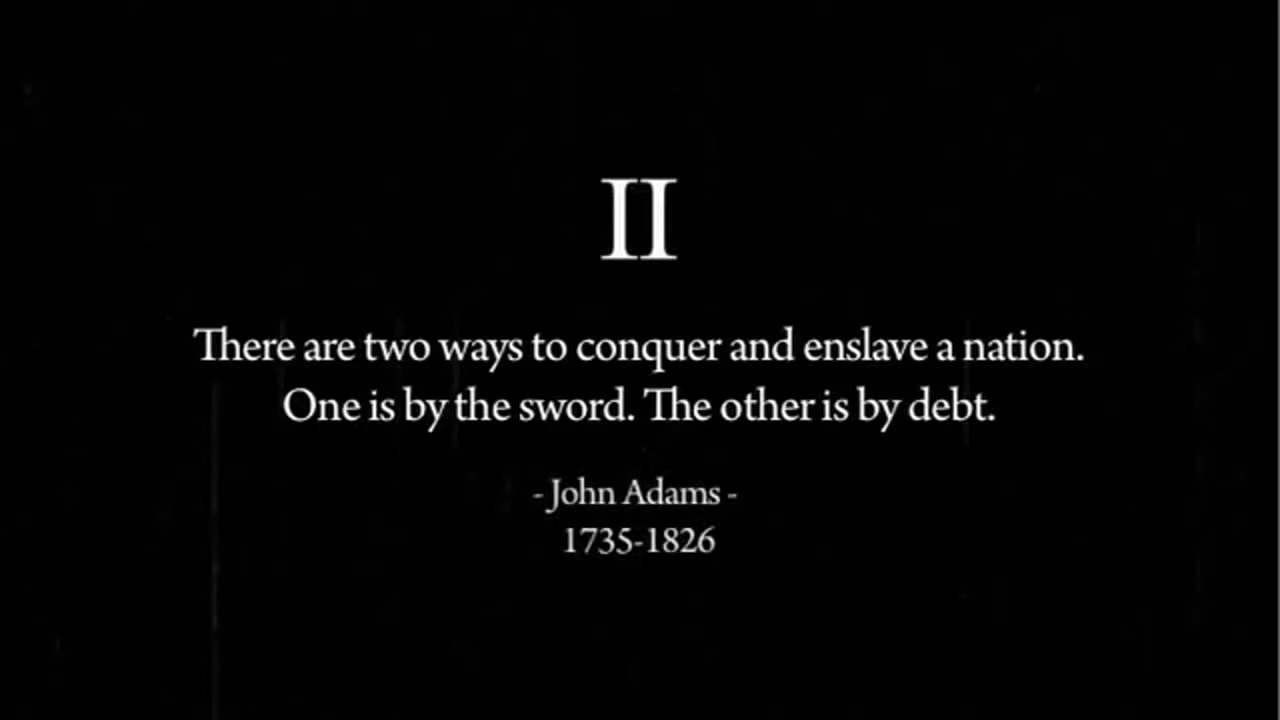 II
There are two ways to conquer and enslave a nation.
One is by the sword. The other is by debt.
- John Adams -
1735-1826